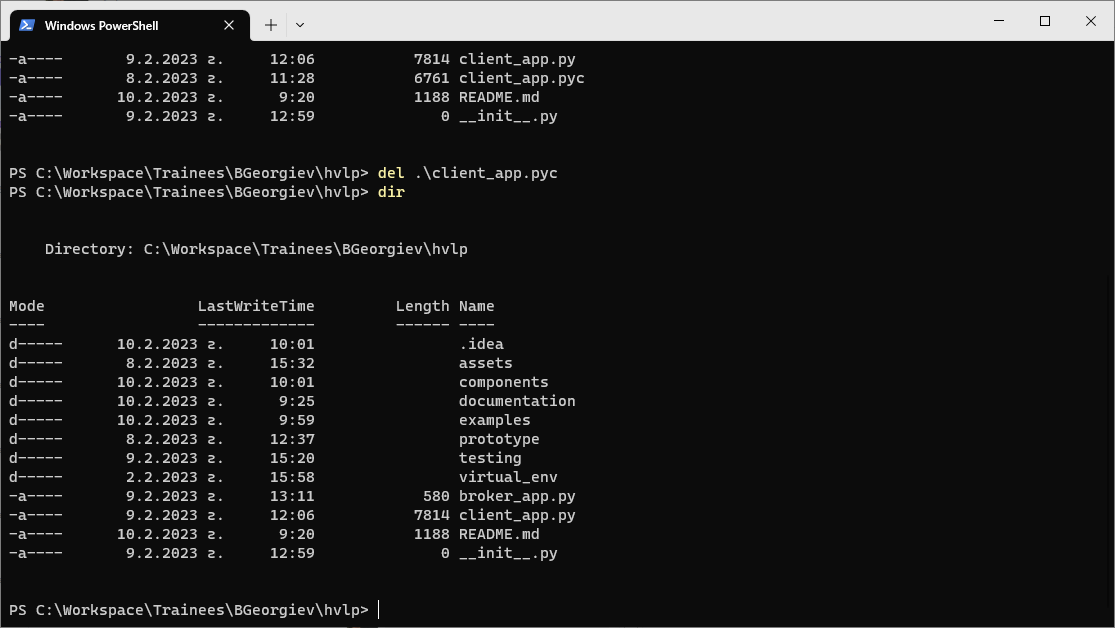 Windows PowerShell
-a---- 9.2.2023 г. 12:06 7814 client_app.py
-a---- 8.2.2023 г. 11:28 6761 client_app.pyc
-a---- 10.2.2023 г. 9:20 1188 README.md
-a---- 9.2.2023 г. 12:59 0 __init__.py
PS C:\Workspace\Trainees\BGeorgiev\hvlp> del .\client_app.pyc
PS C:\Workspace\Trainees\BGeorgiev\hvlp> dir
Directory: C:\Workspace\Trainees\BGeorgiev\hvlp
Mode LastWriteTime Length Name
---- ------------- ------ ----
d----- 10.2.2023 г. 10:01 .idea
d----- 8.2.2023 г. 15:32 assets
d----- 10.2.2023 г. 10:01 components
d----- 10.2.2023 г. 9:25 documentation
d----- 10.2.2023 г. 9:59 examples
d----- 8.2.2023 г. 12:37 prototype
d----- 9.2.2023 г. 15:20 testing
d----- 2.2.2023 г. 15:58 virtual_env
-a---- 9.2.2023 г. 13:11 580 broker_app.py
-a---- 9.2.2023 г. 12:06 7814 client_app.py
-a---- 10.2.2023 г. 9:20 1188 README.md
-a---- 9.2.2023 г. 12:59 0 __init__.py
PS C:\Workspace\Trainees\BGeorgiev\hvlp>